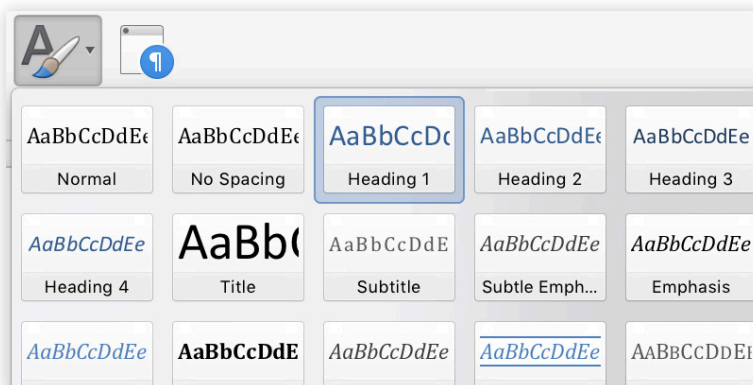 AaBbCcDdEe AaBbCcDdEe AaBbCcDc AaBbCcDdEe AaBbCcDdEe
Normal No Spacing Heading 1 Heading 2 Heading 3
AaBbCcDdEe AaBb( AaBbCcDdE AaBbCcDdEe AaBbCcDdEe
Heading 4 Title Subtitle Subtle Emph... Emphasis
AaBbCcDdEe AaBbCcDdE AaBbCcDdEe AaBbCcDdEe AABBCCDDEE